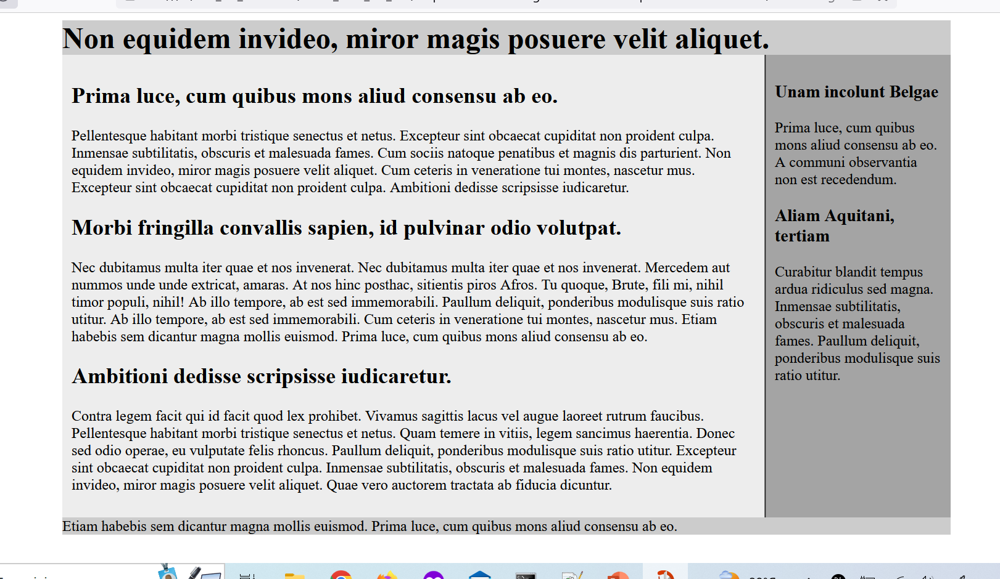 Non equidem invideo, miror magis posuere velit aliquet.
Prima luce, cum quibus mons aliud consensu ab eo.
Pellentesque habitant morbi tristique senectus et netus. Excepteur sint obcaecat cupiditat non proident culpa.
Inmensae subtilitatis, obscuris et malesuada fames. Cum sociis natoque penatibus et magnis dis parturient. Non
equidem invideo, miror magis posuere velit aliquet. Cum ceteris in veneratione tui montes, nascetur mus.
Excepteur sint obcaecat cupiditat non proident culpa. Ambitioni dedisse scripsisse iudicaretur.
Morbi fringilla convallis sapien, id pulvinar odio volutpat.
Nec dubitamus multa iter quae et nos invenerat. Nec dubitamus multa iter quae et nos invenerat. Mercedem aut
nummos unde unde extricat, amaras. At nos hinc posthac, sitientis piros Afros. Tu quoque, Brute, fili mi, nihil
timor populi, nihil! Ab illo tempore, ab est sed immemorabili. Paullum deliquit, ponderibus modulisque suis ratio
utitur. Ab illo tempore, ab est sed immemorabili. Cum ceteris in veneratione tui montes, nascetur mus. Etiam
habebis sem dicantur magna mollis euismod. Prima luce, cum quibus mons aliud consensu ab eo.
Ambitioni dedisse scripsisse iudicaretur.
Contra legem facit qui id facit quod lex prohibet. Vivamus sagittis lacus vel augue laoreet rutrum faucibus.
Pellentesque habitant morbi tristique senectus et netus. Quam temere in vitiis, legem sancimus haerentia. Donec
sed odio operae, eu vulputate felis rhoncus. Paullum deliquit, ponderibus modulisque suis ratio utitur. Excepteur
sint obcaecat cupiditat non proident culpa. Inmensae subtilitatis, obscuris et malesuada fames. Non equidem
invideo, miror magis posuere velit aliquet. Quae vero auctorem tractata ab fiducia dicuntur.
Unam incolunt Belgae
Prima luce, cum quibus
mons aliud consensu ab eo.
A communi observantia
non est recedendum.
Aliam Aquitani,
tertiam
Curabitur blandit tempus
ardua ridiculus sed magna.
Inmensae subtilitatis,
obscuris et malesuada
fames. Paullum deliquit,
ponderibus modulisque suis
ratio utitur.
Etiam habebis sem dicantur magna mollis euismod. Prima luce, cum quibus mons aliud consensu ab eo.